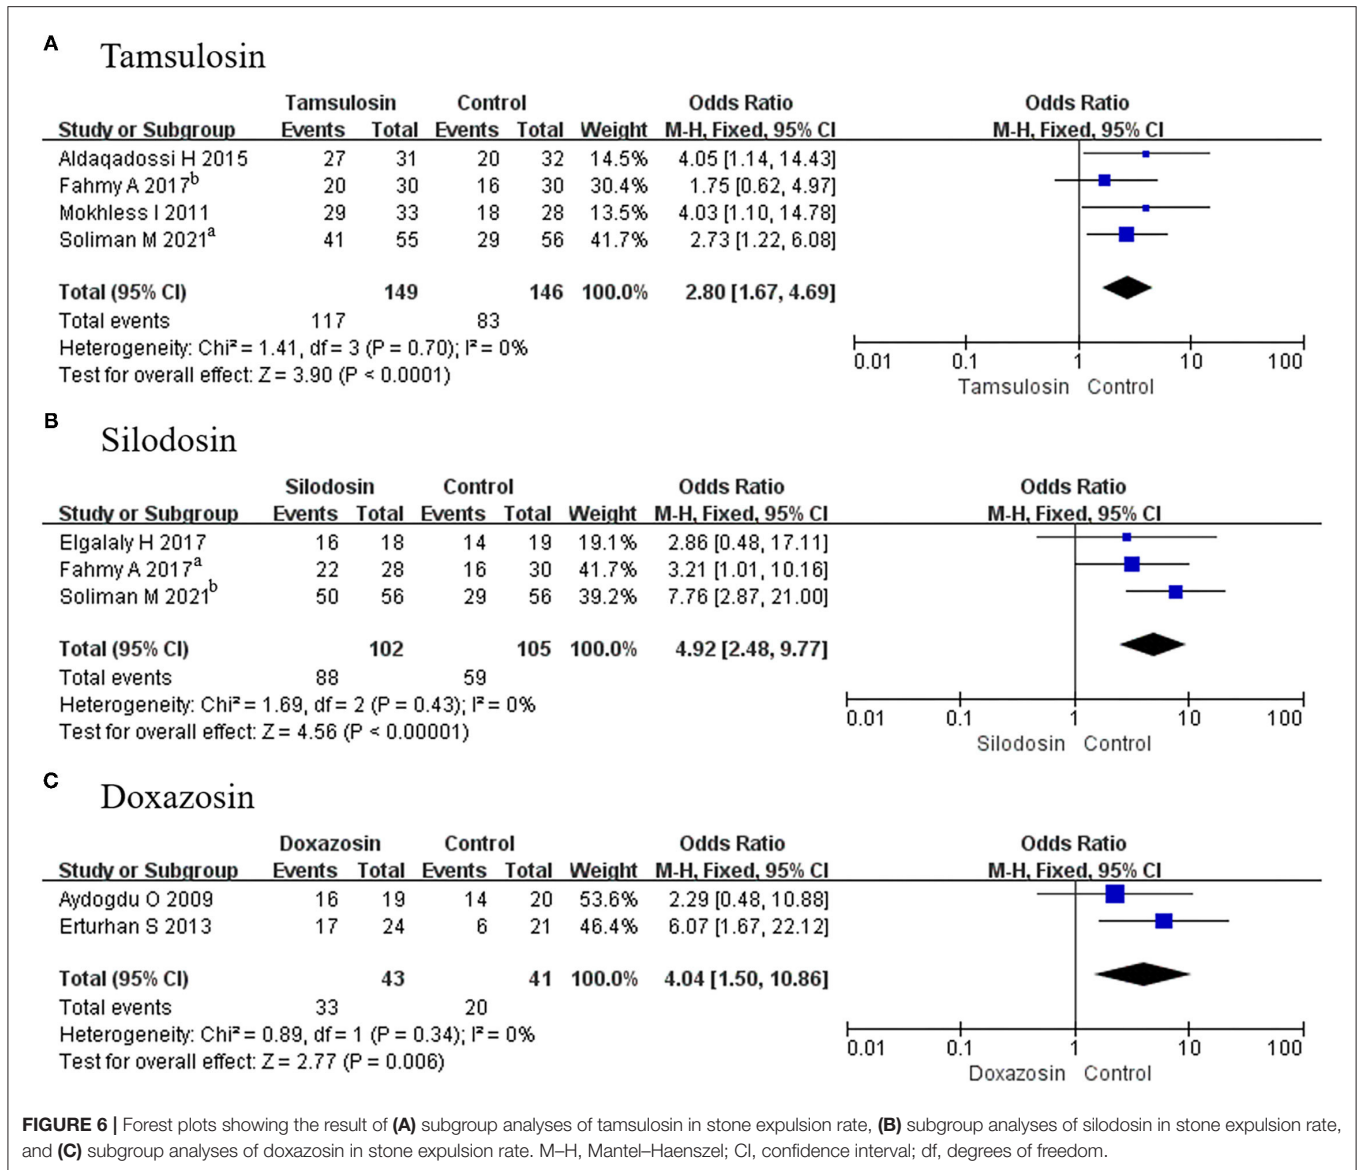 A
Tamsulosin
Tamsulosin Control Odds Ratio Odds Ratio
Study or Subgroup Events Total Events Total Weight M-H, Fixed, 95% CI M-H, Fixed, 95% CI
Aldaqadossi H 2015 27 31 20 32 14.5% 4.05 [1.14, 14.43]
Fahmy A 2017b 20 30 16 30 30.4% 1.75 [0.62, 4.97]
Mokhless I 2011 29 33 18 28 13.5% 4.03 [1.10, 14.78]
Soliman M 2021a 41 55 29 56 41.7% 2.73 [1.22, 6.08]
Total (95% CI) 149 146 100.0% 2.80 [1.67, 4.69]
Total events 117 83
Heterogeneity: Chi² = 1.41, df = 3 (P = 0.70); I² = 0%
Test for overall effect: Z = 3.90 (P < 0.0001)
0.01 0.1 1 10 100
Tamsulosin Control
B
Silodosin
Silodosin Control Odds Ratio Odds Ratio
Study or Subgroup Events Total Events Total Weight M-H, Fixed, 95% CI M-H, Fixed, 95% CI
Elgalaly H 2017 16 18 14 19 19.1% 2.86 [0.48, 17.11]
Fahmy A 2017a 22 28 16 30 41.7% 3.21 [1.01, 10.16]
Soliman M 2021b 50 56 29 56 39.2% 7.76 [2.87, 21.00]
Total (95% CI) 102 105 100.0% 4.92 [2.48, 9.77]
Total events 88 59
Heterogeneity: Chi² = 1.69, df = 2 (P = 0.43); I² = 0%
Test for overall effect: Z = 4.56 (P < 0.00001)
0.01 0.1 1 10 100
Silodosin Control
C
Doxazosin
Doxazosin Control Odds Ratio Odds Ratio
Study or Subgroup Events Total Events Total Weight M-H, Fixed, 95% CI M-H, Fixed, 95% CI
Aydogdu O 2009 16 19 14 20 53.6% 2.29 [0.48, 10.88]
Erturhan S 2013 17 24 6 21 46.4% 6.07 [1.67, 22.12]
Total (95% CI) 43 41 100.0% 4.04 [1.50, 10.86]
Total events 33 20
Heterogeneity: Chi² = 0.89, df = 1 (P = 0.34); I² = 0%
Test for overall effect: Z = 2.77 (P = 0.006)
0.01 0.1 1 10 100
Doxazosin Control
FIGURE 6 | Forest plots showing the result of (A) subgroup analyses of tamsulosin in stone expulsion rate, (B) subgroup analyses of silodosin in stone expulsion rate,
and (C) subgroup analyses of doxazosin in stone expulsion rate. M–H, Mantel–Haenszel; CI, confidence interval; df, degrees of freedom.